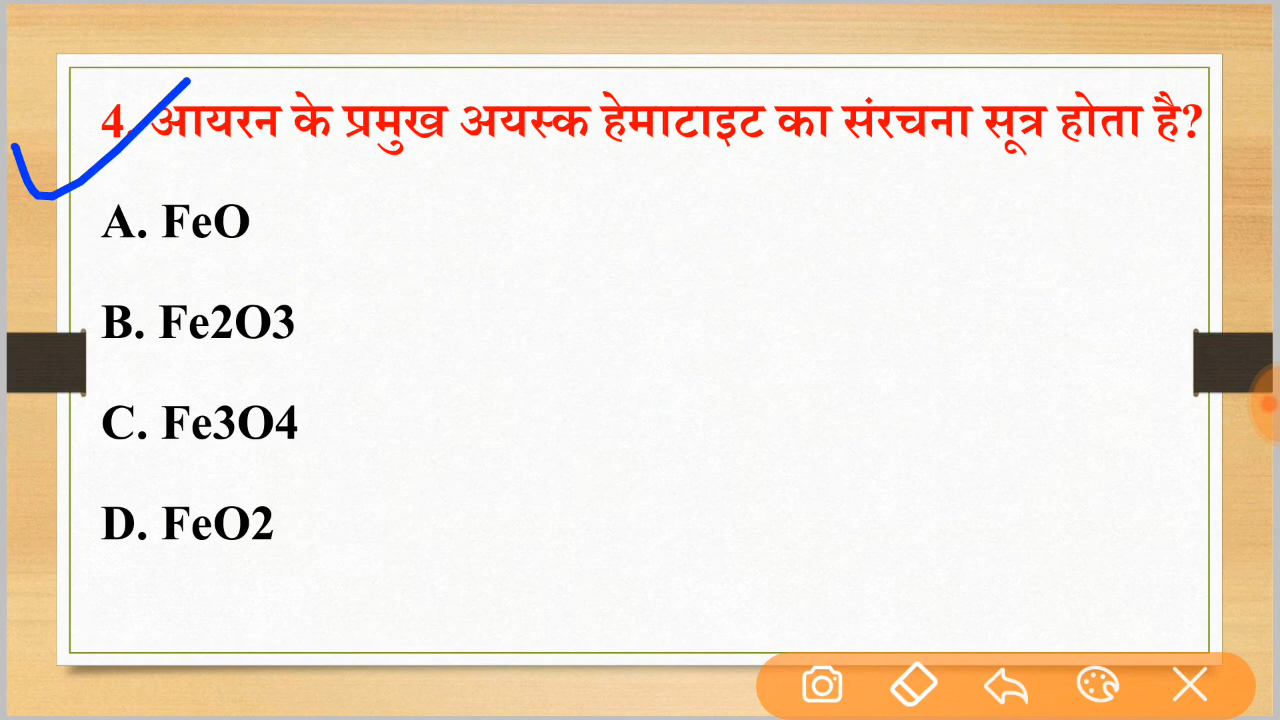 4. आयरन के प्रमुख अयस्क हेमाटाइट का संरचना सूत्र होता है?
A. FeO
B. Fe2O3
C. Fe3O4
D. FeO2